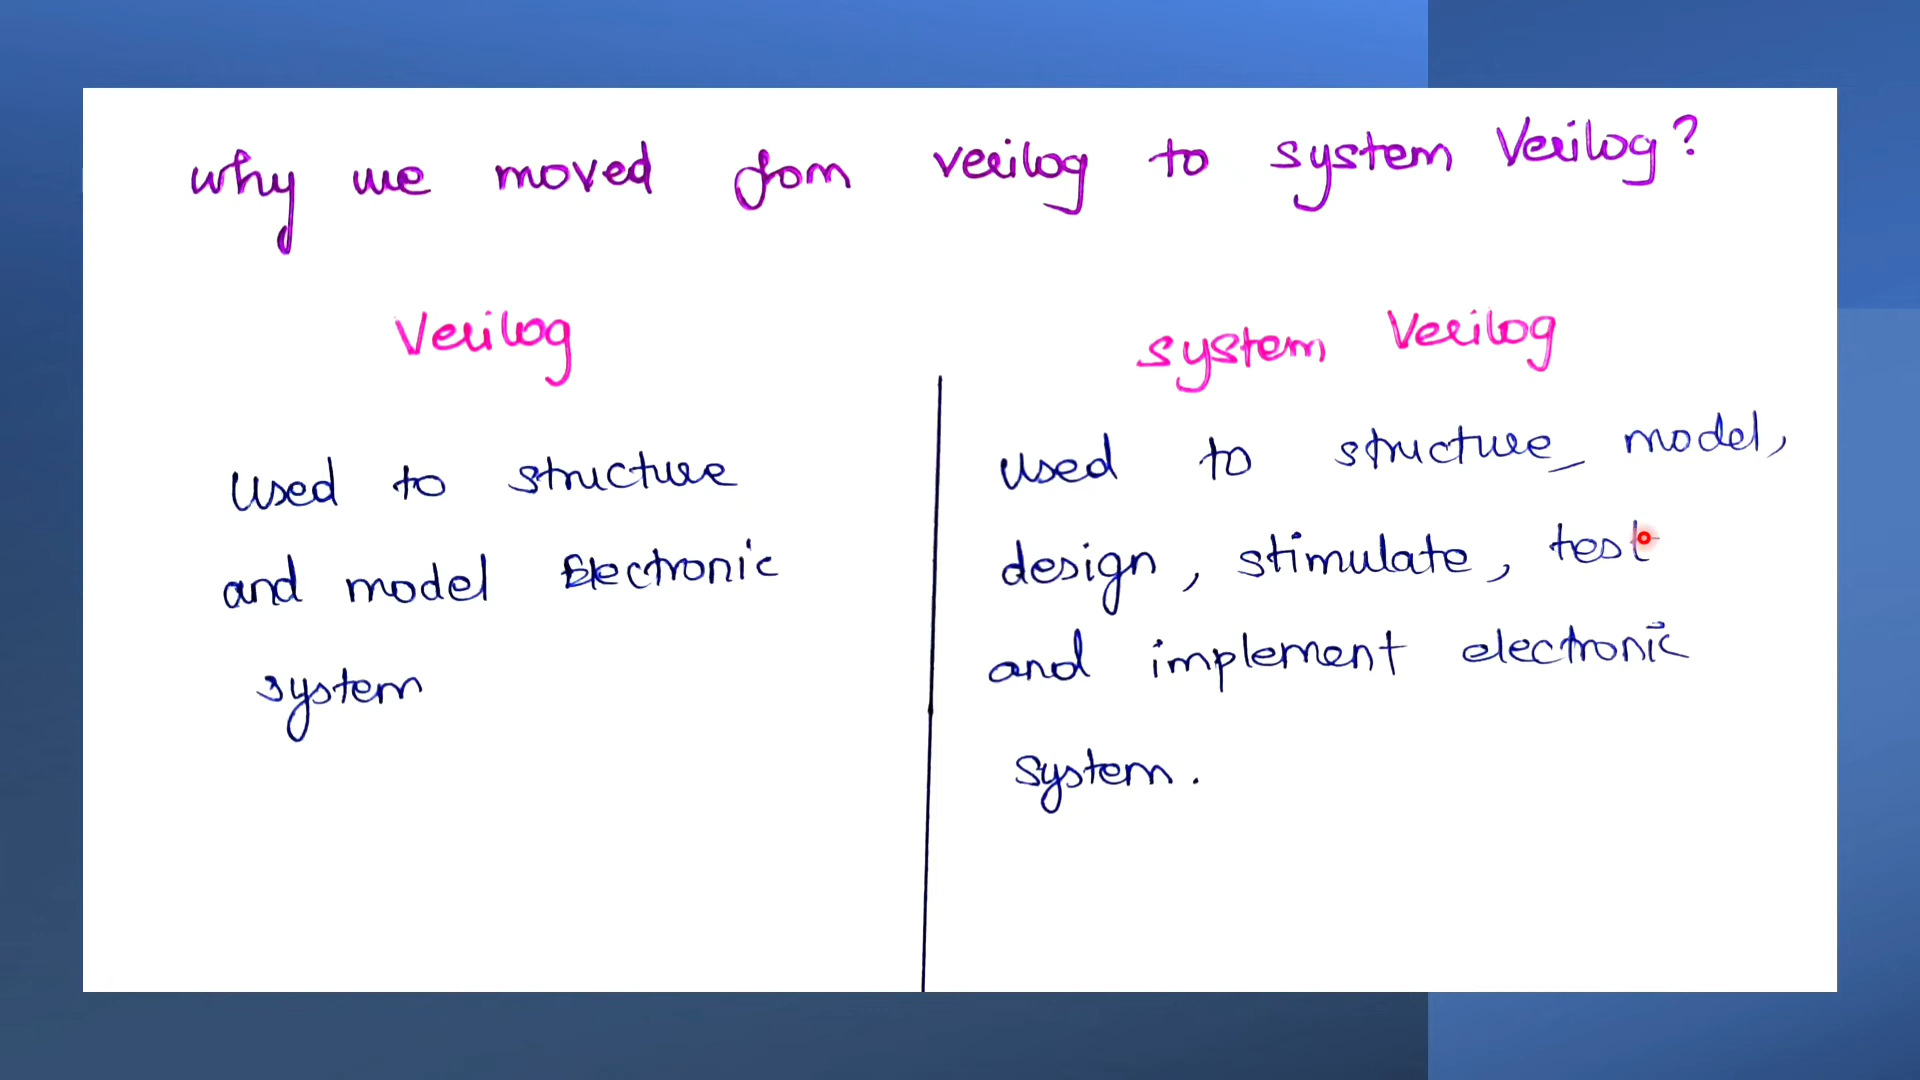 why we moved from verilog to system Verilog?
Verilog
Used to structure
and model Electronic
system
system Verilog
used to structure, model,
design, stimulate, test
and implement electronic
system.